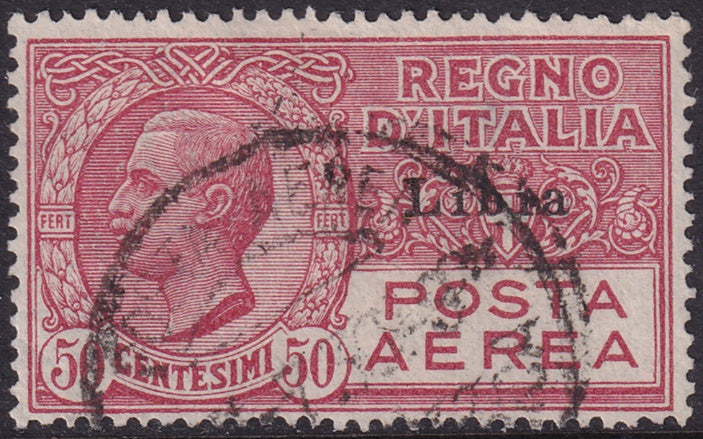 REGNO
D'ITALIA
Libia
FERT FERT
POSTA
AEREA
50 CENTESIMI 50